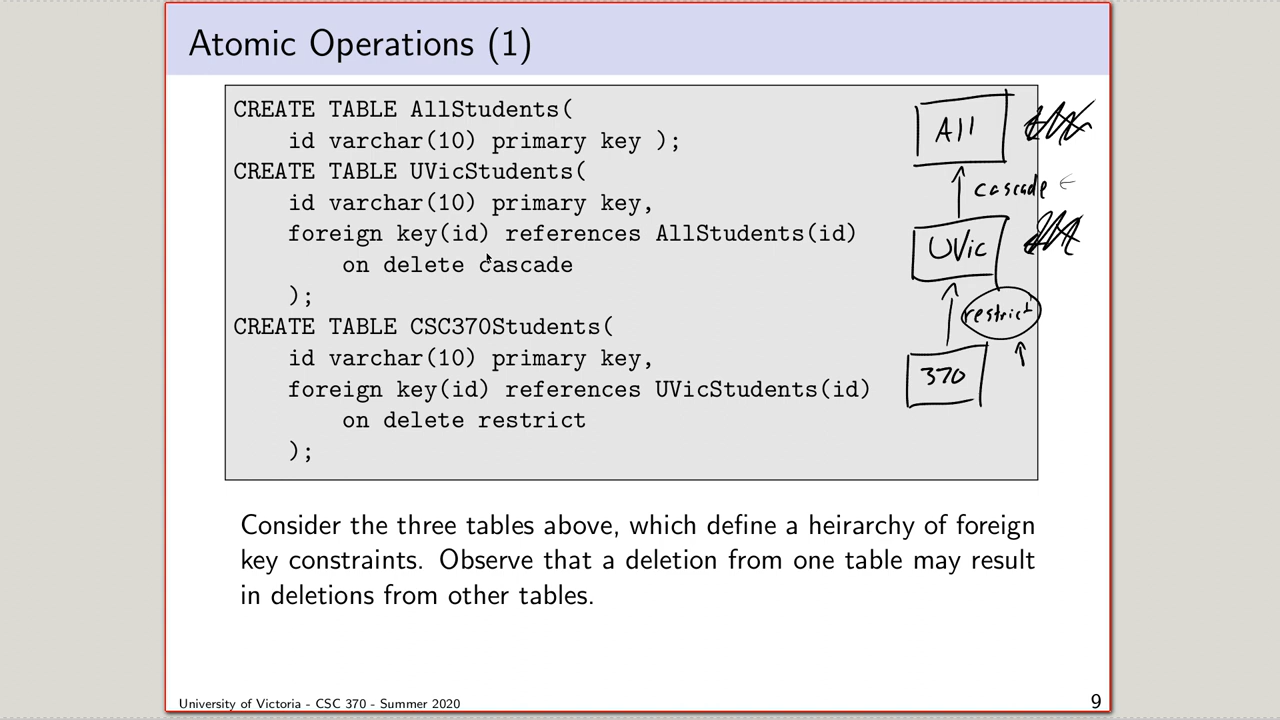 Atomic Operations (1)
CREATE TABLE AllStudents(
id varchar(10) primary key );
CREATE TABLE UVicStudents(
id varchar(10) primary key,
foreign key(id) references AllStudents(id)
on delete cascade
);
CREATE TABLE CSC370Students(
id varchar(10) primary key,
foreign key(id) references UVicStudents(id)
on delete restrict
);
All
cascade
UVic
restrict
370
Consider the three tables above, which define a heirarchy of foreign
key constraints. Observe that a deletion from one table may result
in deletions from other tables.
University of Victoria - CSC 370 - Summer 2020
9